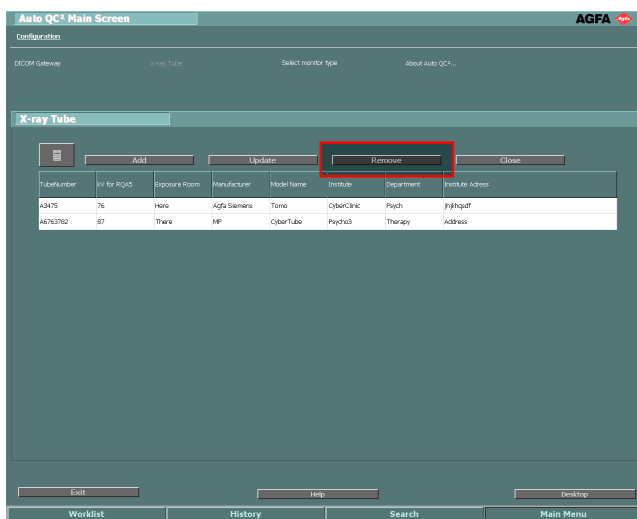 Auto QC² Main Screen
AGFA Agfa
Configuration
DICOM Gateway X-ray Tube Select monitor type About Auto QC²...
X-ray Tube
Add Update Remove Close
TubeNumber kV for RQA5 Exposure Room Manufacturer Model Name Institute Department Institute Adress
A3475 76 Here Agfa Siemens Tomo CyberClinic Psych jhjkhqsdf
A6763782 87 There MP CyberTube Psycho3 Therapy Address
Exit Help Desktop
Worklist History Search Main Menu